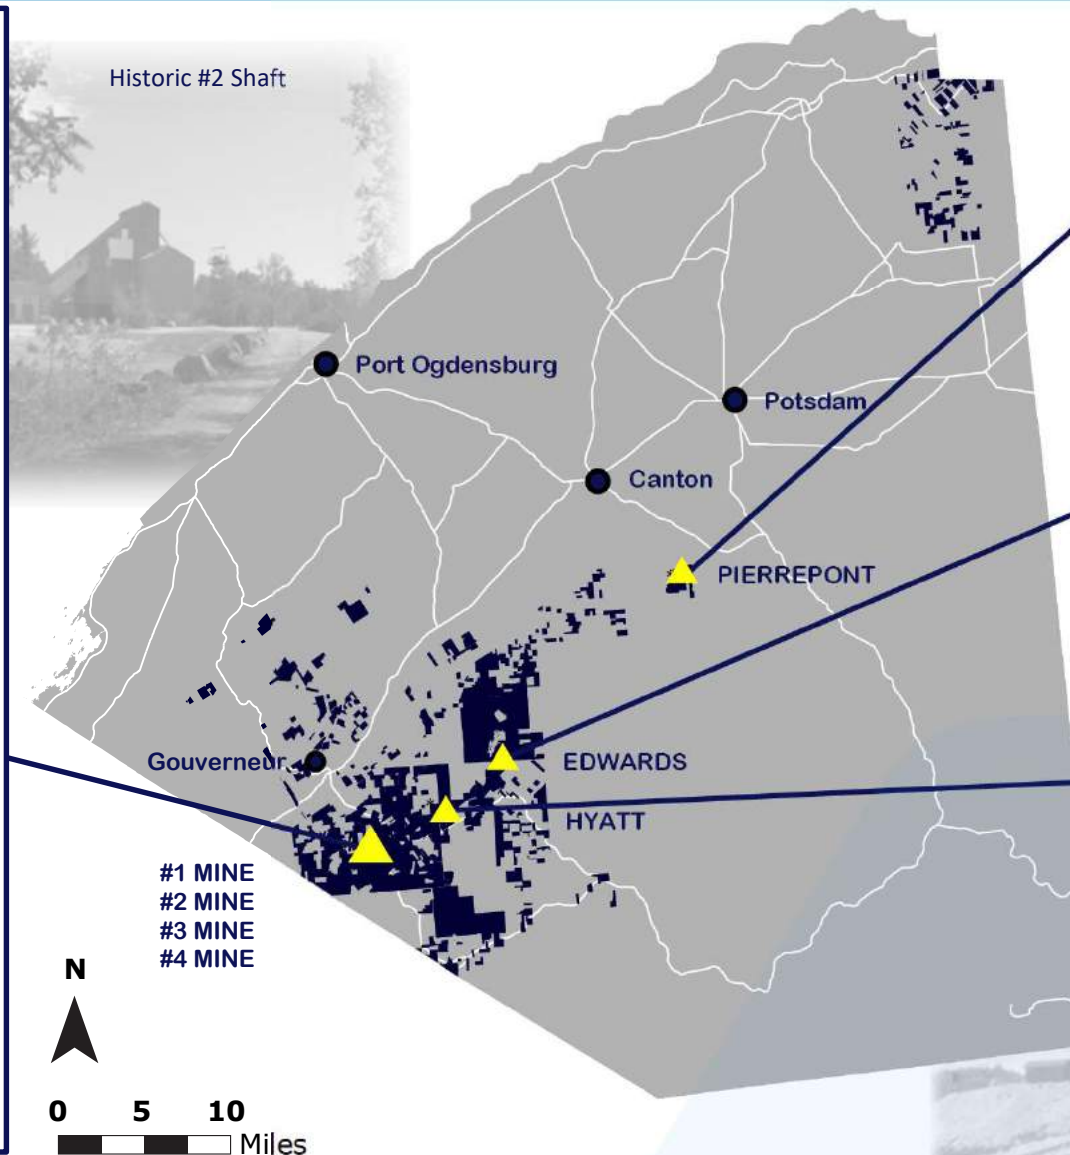 Historic #2 Shaft
Port Ogdensburg
Potsdam
Canton
PIERREPONT
Gouverneur
EDWARDS
HYATT
#1 MINE
#2 MINE
#3 MINE
#4 MINE
N
0 5 10
Miles